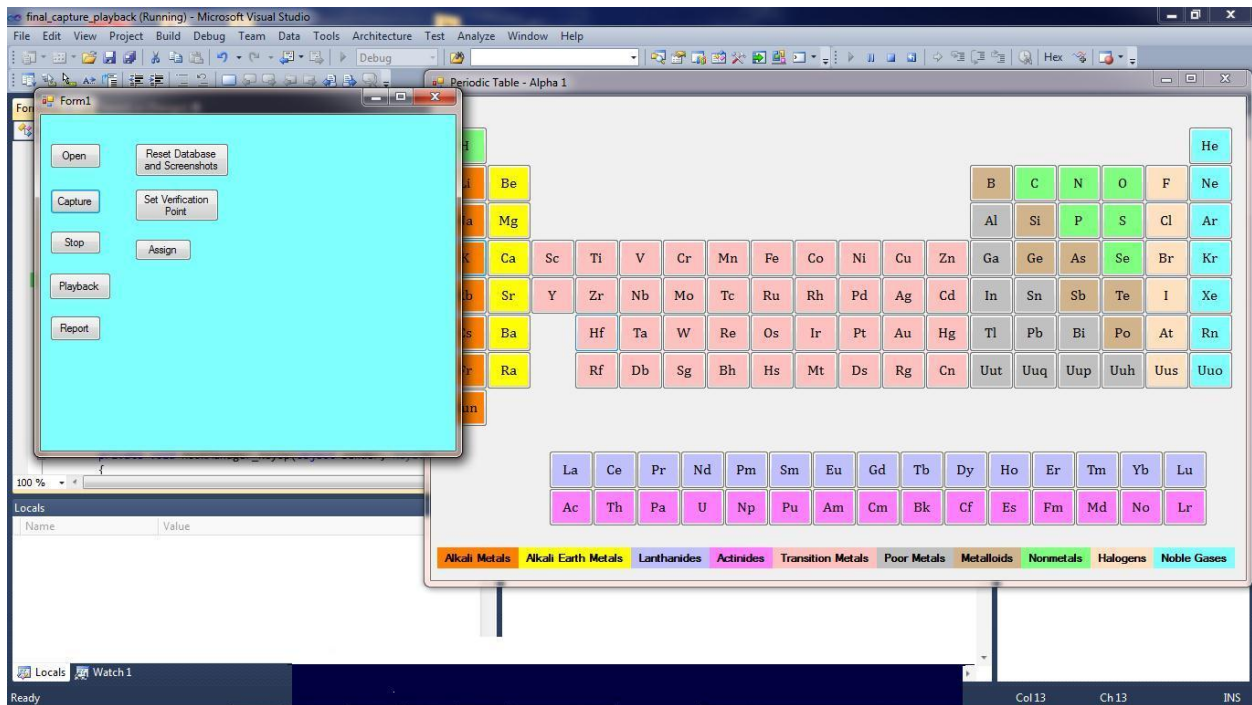 final_capture_playback (Running) - Microsoft Visual Studio
File Edit View Project Build Debug Team Data Tools Architecture Test Analyze Window Help
Debug
Hex
Periodic Table - Alpha 1
Form1
Open
Reset Database
and Screenshots
Capture
Set Verification
Point
Stop
Assign
Playback
Report
H He
Li Be B C N O F Ne
Na Mg Al Si P S Cl Ar
K Ca Sc Ti V Cr Mn Fe Co Ni Cu Zn Ga Ge As Se Br Kr
Rb Sr Y Zr Nb Mo Tc Ru Rh Pd Ag Cd In Sn Sb Te I Xe
Cs Ba Hf Ta W Re Os Ir Pt Au Hg Tl Pb Bi Po At Rn
Fr Ra Rf Db Sg Bh Hs Mt Ds Rg Cn Uut Uuq Uup Uuh Uus Uuo
un
La Ce Pr Nd Pm Sm Eu Gd Tb Dy Ho Er Tm Yb Lu
Ac Th Pa U Np Pu Am Cm Bk Cf Es Fm Md No Lr
Alkali Metals Alkali Earth Metals Lanthanides Actinides Transition Metals Poor Metals Metalloids Nonmetals Halogens Noble Gases
{
100 %
Locals
Name Value
Locals Watch 1
Ready Col 13 Ch 13 INS